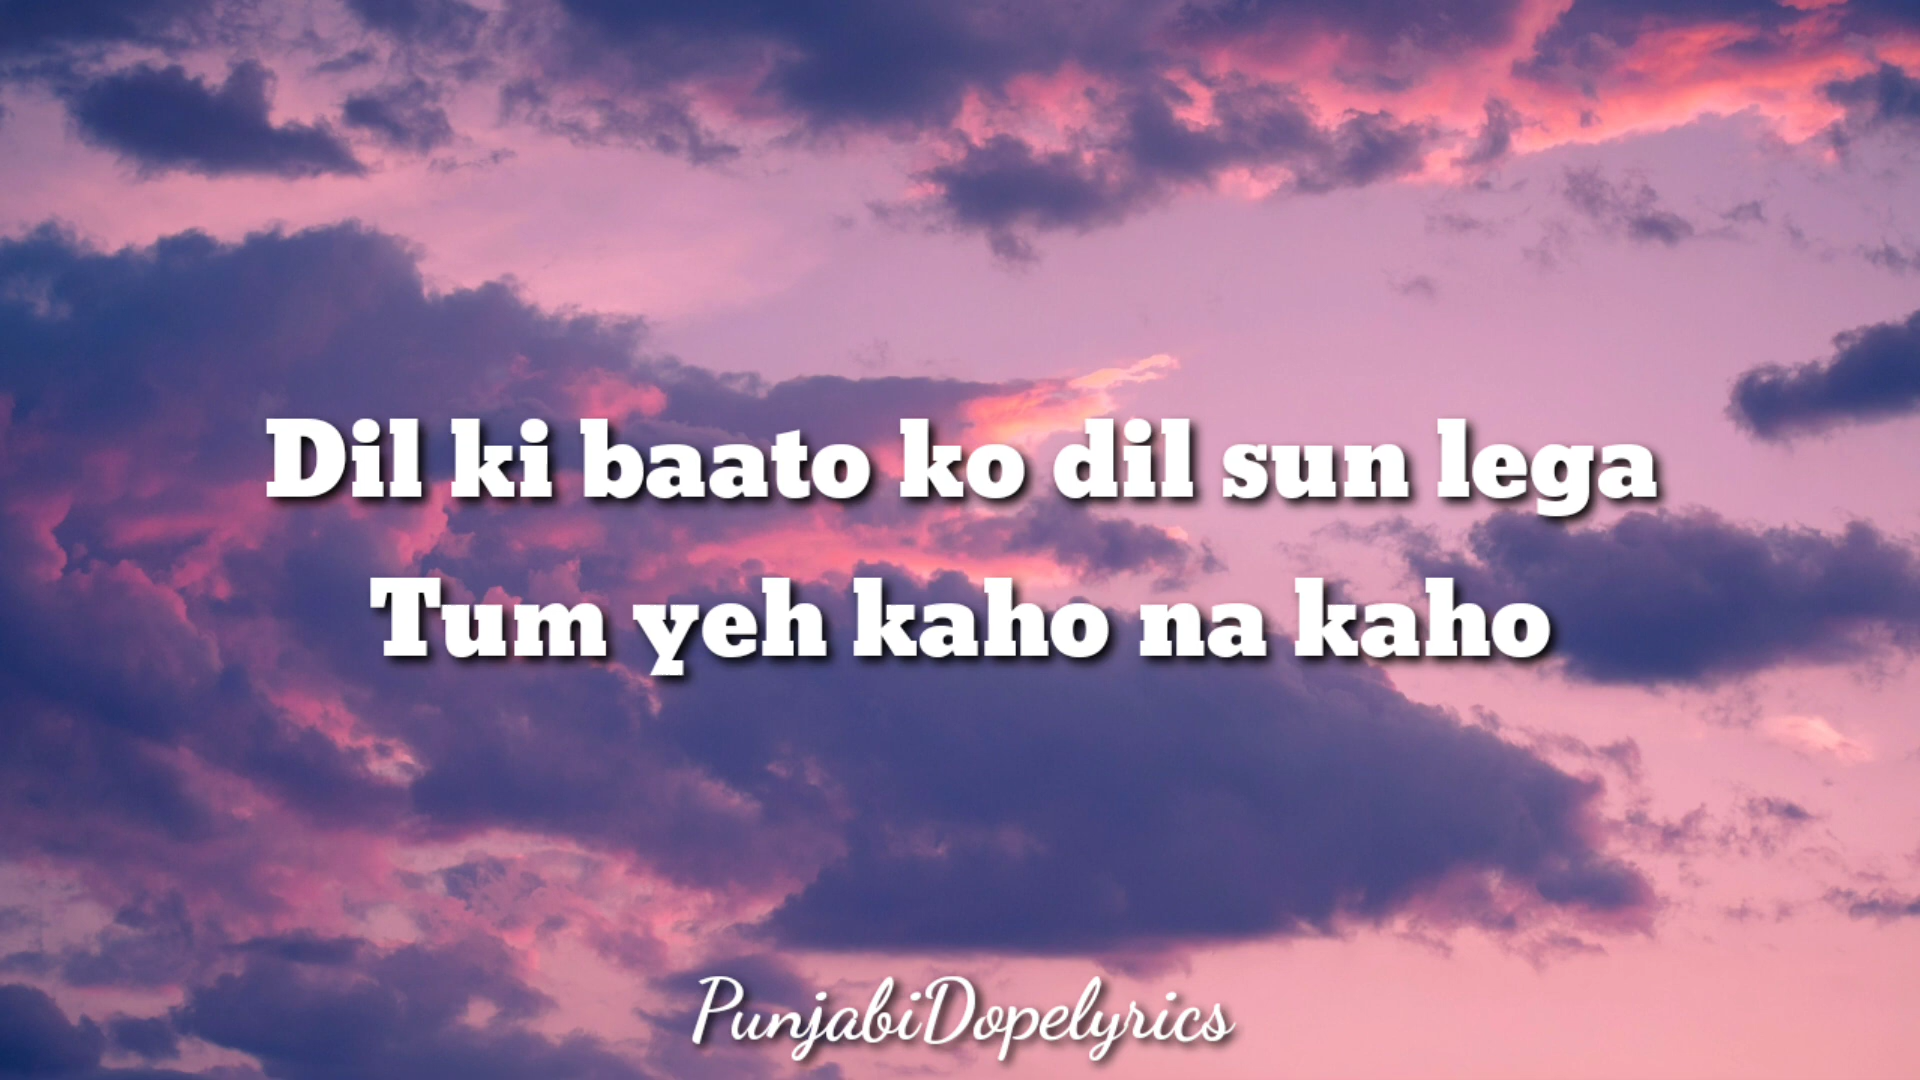 Dil ki baato ko dil sun lega
Tum yeh kaho na kaho
PunjabiDopelyrics